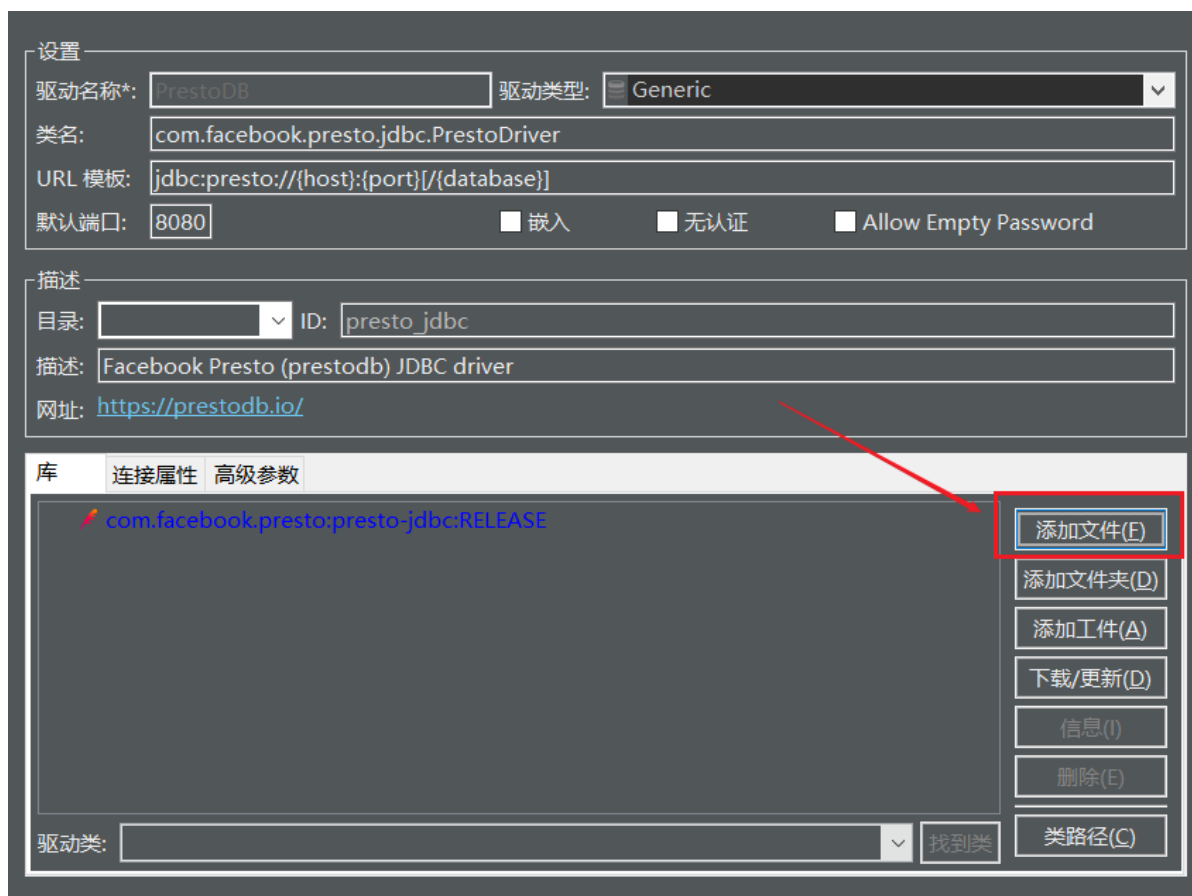 设置
驱动名称*: PrestoDB 驱动类型: Generic
类名: com.facebook.presto.jdbc.PrestoDriver
URL 模板: jdbc:presto://{host}:{port}[/{database}]
默认端口: 8080 嵌入 无认证 Allow Empty Password
描述
目录: ID: presto_jdbc
描述: Facebook Presto (prestodb) JDBC driver
网址: https://prestodb.io/
库 连接属性 高级参数
com.facebook.presto:presto-jdbc:RELEASE
添加文件(F)
添加文件夹(D)
添加工件(A)
下载/更新(D)
信息(I)
删除(E)
驱动类: 找到类 类路径(C)